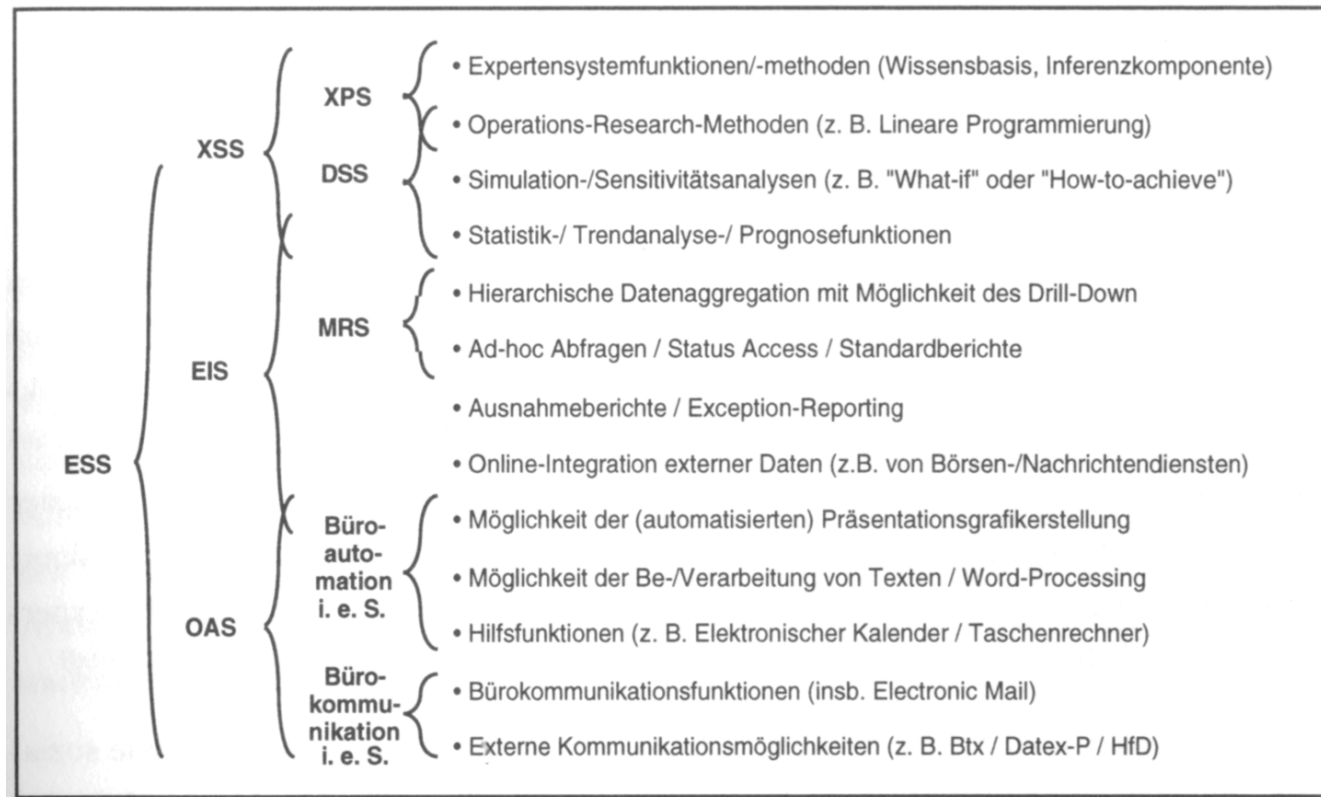 • Expertensystemfunktionen/-methoden (Wissensbasis, Inferenzkomponente)
XPS
• Operations-Research-Methoden (z. B. Lineare Programmierung)
XSS
DSS
• Simulation-/Sensitivitätsanalysen (z. B. "What-if" oder "How-to-achieve")
• Statistik-/ Trendanalyse-/ Prognosefunktionen
• Hierarchische Datenaggregation mit Möglichkeit des Drill-Down
MRS
• Ad-hoc Abfragen / Status Access / Standardberichte
EIS
• Ausnahmeberichte / Exception-Reporting
ESS
• Online-Integration externer Daten (z.B. von Börsen-/Nachrichtendiensten)
Büro-
auto-
mation
i. e. S.
• Möglichkeit der (automatisierten) Präsentationsgrafikerstellung
• Möglichkeit der Be-/Verarbeitung von Texten / Word-Processing
OAS
• Hilfsfunktionen (z. B. Elektronischer Kalender / Taschenrechner)
Büro-
kommu-
nikation
i. e. S.
• Bürokommunikationsfunktionen (insb. Electronic Mail)
• Externe Kommunikationsmöglichkeiten (z. B. Btx / Datex-P / HfD)